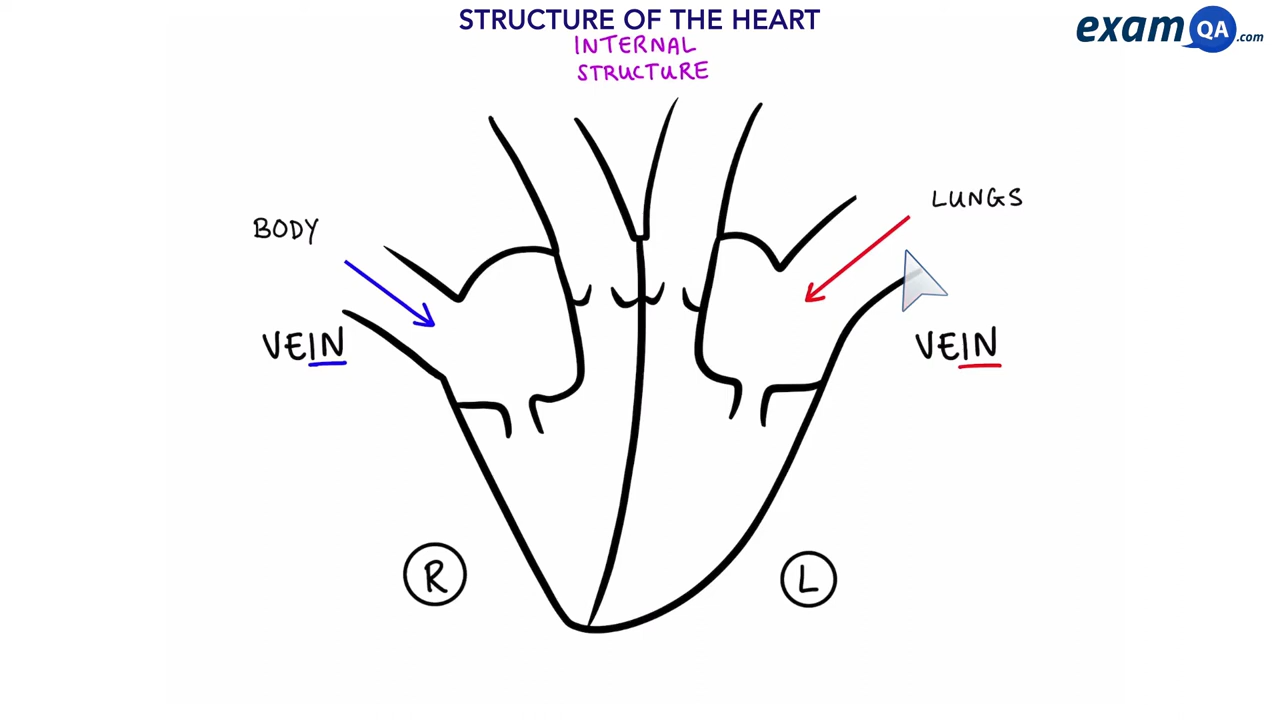 STRUCTURE OF THE HEART
INTERNAL
STRUCTURE
examQA.com
BODY
LUNGS
VEIN
VEIN
R
L